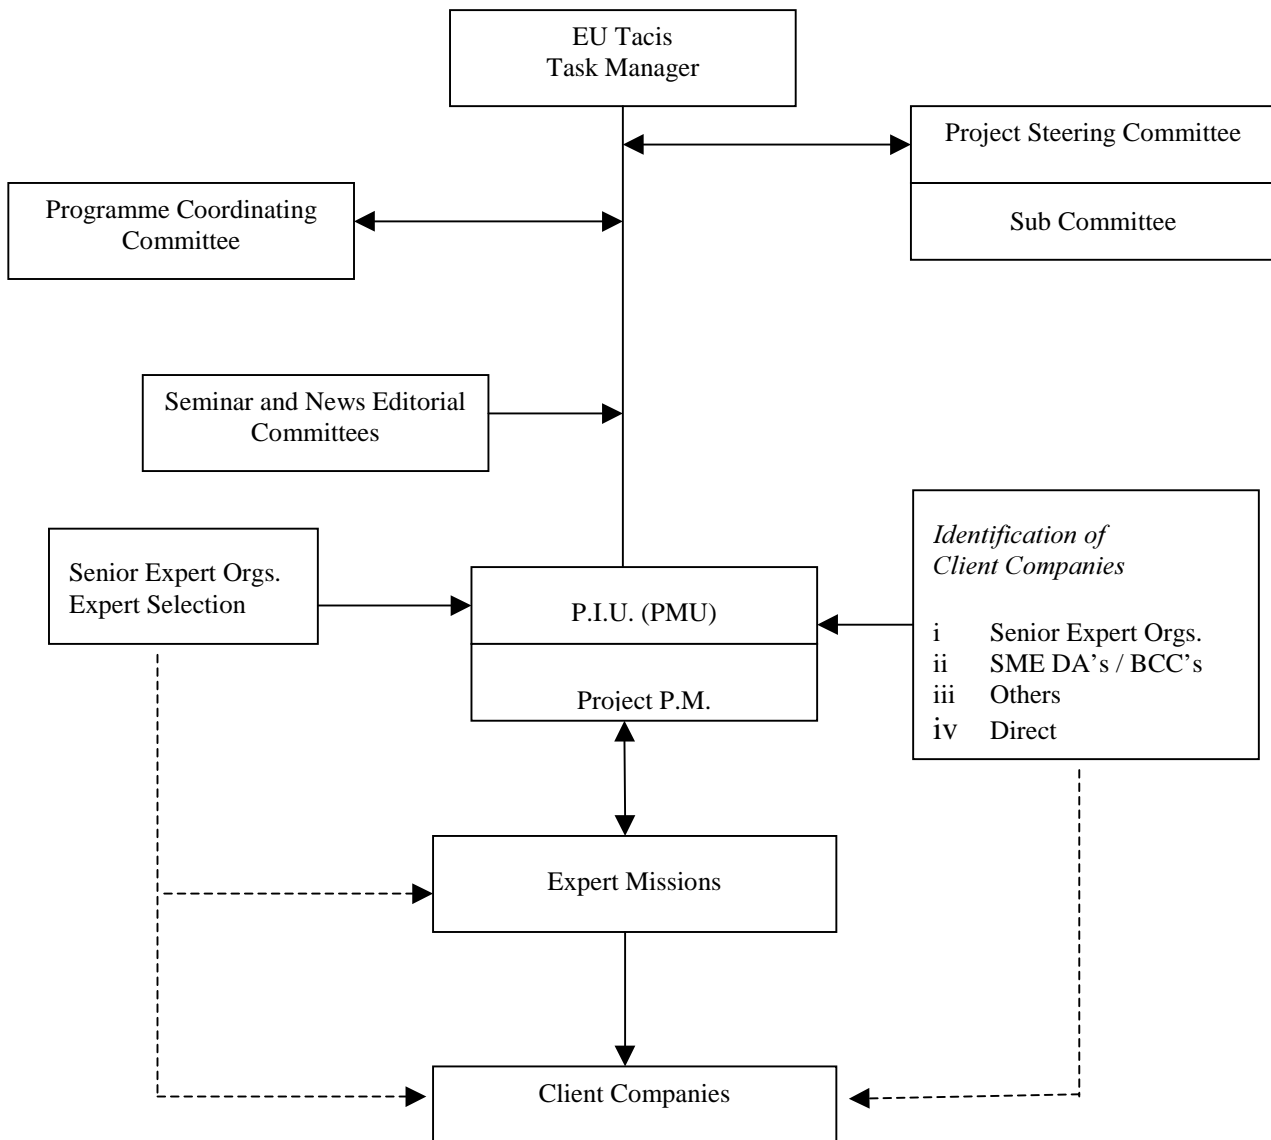 EU Tacis
Task Manager
Project Steering Committee
Sub Committee
Programme Coordinating
Committee
Seminar and News Editorial
Committees
Senior Expert Orgs.
Expert Selection
P.I.U. (PMU)
Project P.M.
Identification of
Client Companies
i Senior Expert Orgs.
ii SME DA’s / BCC’s
iii Others
iv Direct
Expert Missions
Client Companies